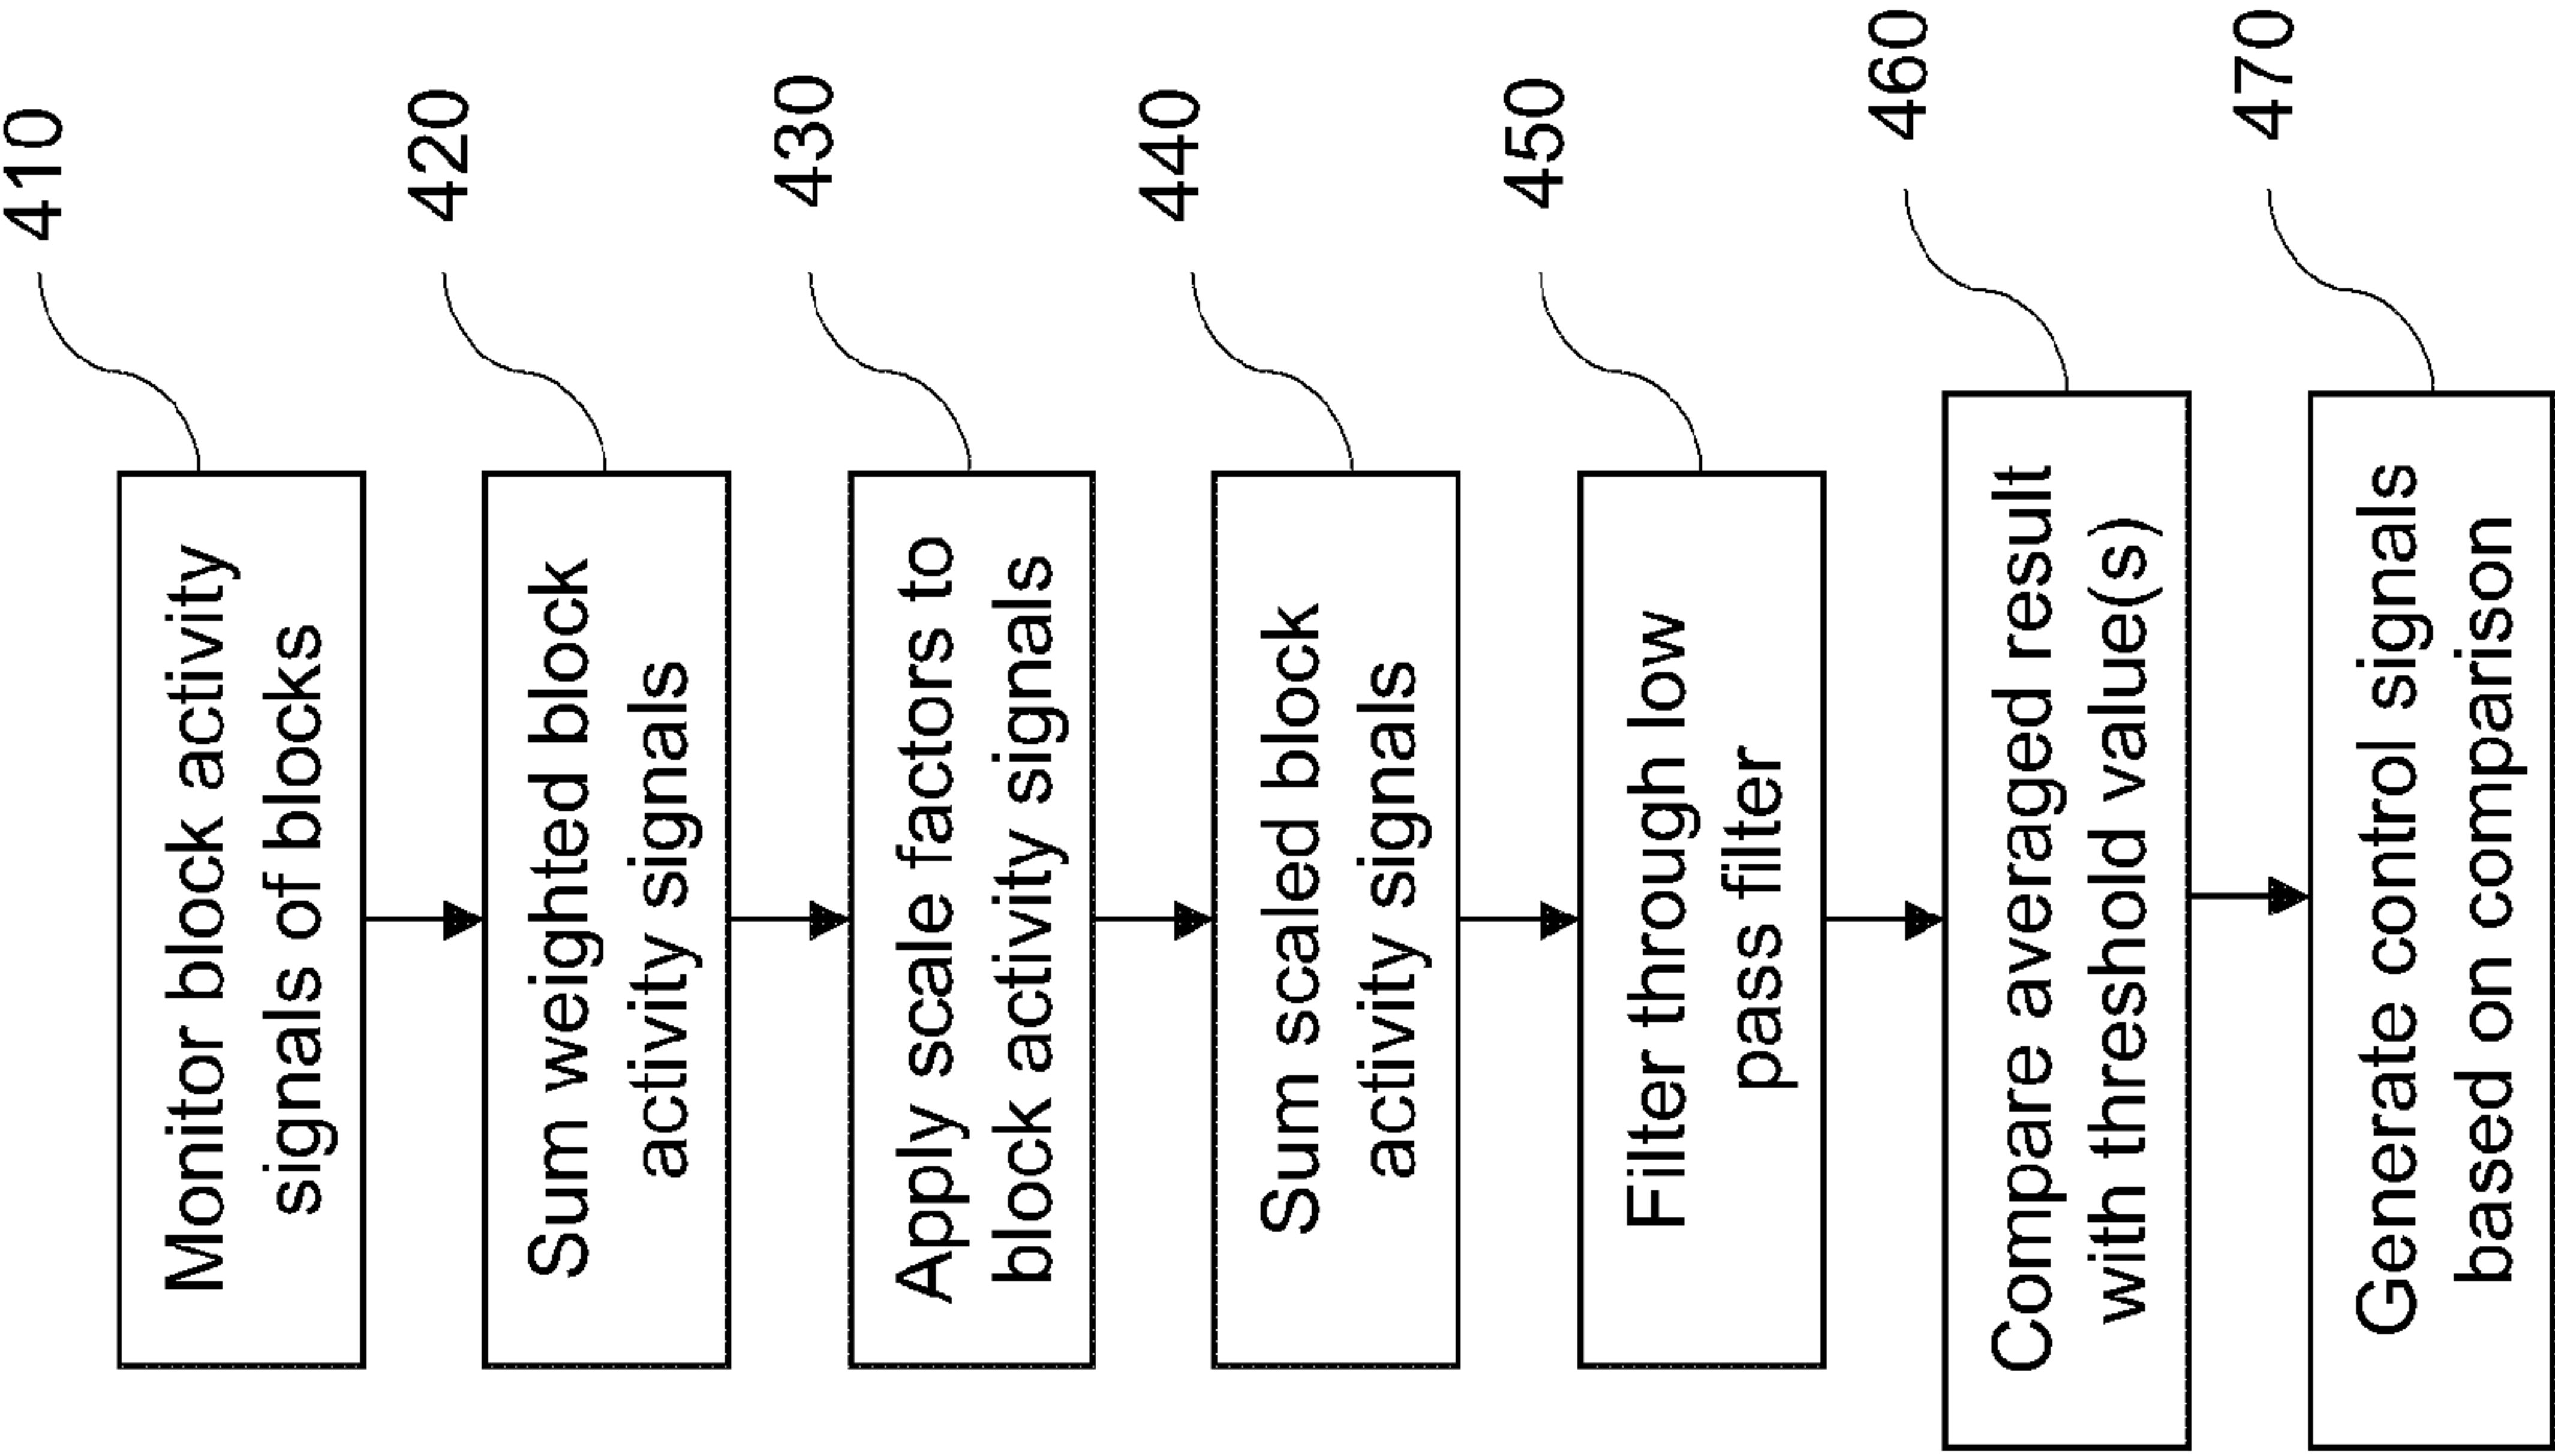 410
Monitor block activity
signals of blocks
420
Sum weighted block
activity signals
430
Apply scale factors to
block activity signals
440
Sum scaled block
activity signals
450
Filter through low
pass filter
460
Compare averaged result
with threshold value(s)
470
Generate control signals
based on comparison